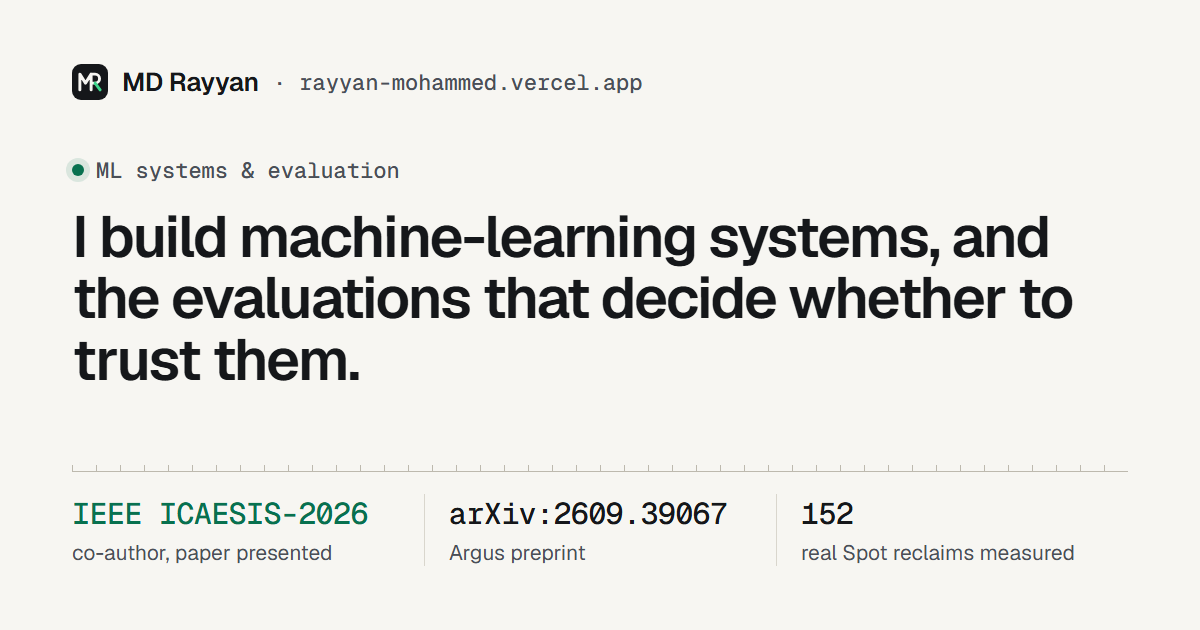 MR MD Rayyan · rayyan-mohammed.vercel.app
ML systems & evaluation
I build machine-learning systems, and
the evaluations that decide whether to
trust them.
IEEE ICAESIS-2026
co-author, paper presented
arXiv:2609.39067
Argus preprint
152
real Spot reclaims measured